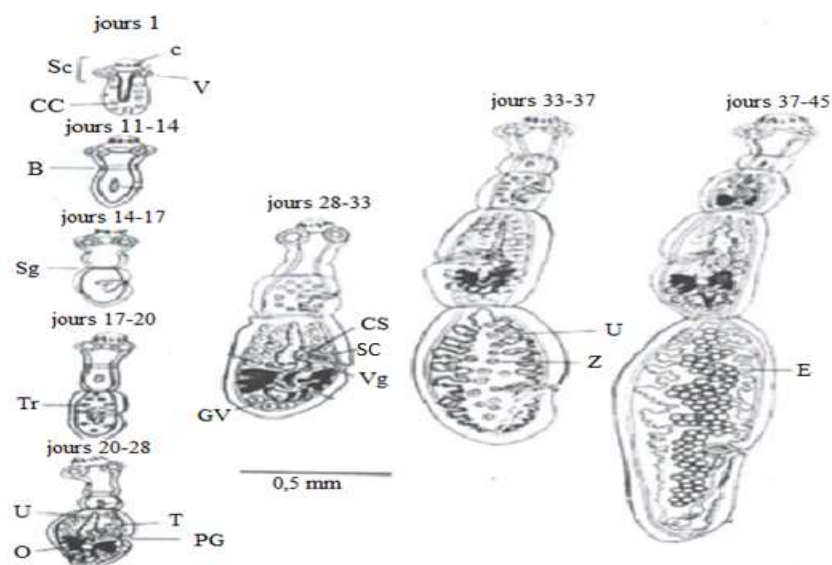 jours 1
c
Sc
V
CC
jours 11-14
B
jours 14-17
Sg
jours 17-20
Tr
jours 20-28
U
T
O
PG
jours 28-33
CS
SC
Vg
GV
0,5 mm
jours 33-37
U
Z
jours 37-45
E